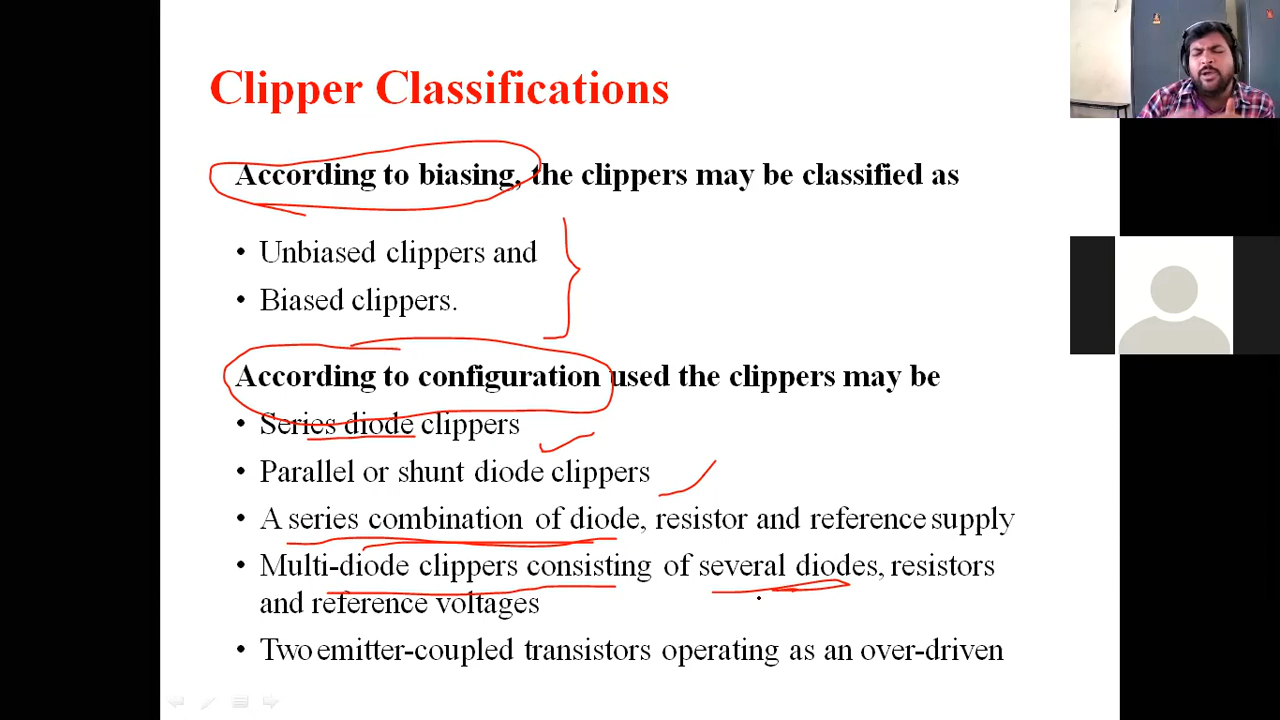 Clipper Classifications
According to biasing, the clippers may be classified as
• Unbiased clippers and
• Biased clippers.
According to configuration used the clippers may be
• Series diode clippers
• Parallel or shunt diode clippers
• A series combination of diode, resistor and reference supply
• Multi-diode clippers consisting of several diodes, resistors
and reference voltages
• Two emitter-coupled transistors operating as an over-driven